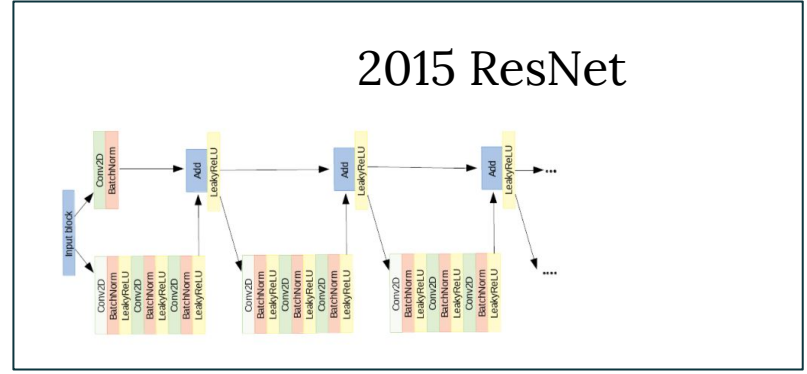 2015 ResNet
Input block
Conv2D
BatchNorm
Add
LeakyReLU
Add
LeakyReLU
Add
LeakyReLU
...
Conv2D
BatchNorm
LeakyReLU
Conv2D
BatchNorm
LeakyReLU
Conv2D
BatchNorm
LeakyReLU
Conv2D
BatchNorm
LeakyReLU
Conv2D
BatchNorm
LeakyReLU
Conv2D
BatchNorm
LeakyReLU
Conv2D
BatchNorm
LeakyReLU
Conv2D
BatchNorm
LeakyReLU
Conv2D
BatchNorm
LeakyReLU
....